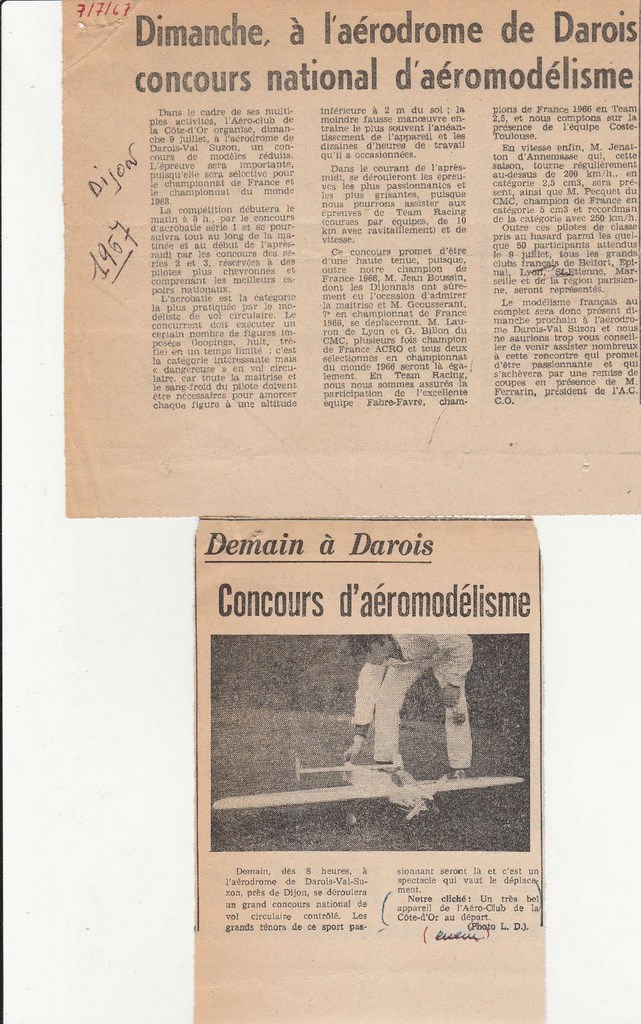 7/7/67
Dimanche, à l'aérodrome de Darois
concours national d'aéromodélisme
Dijon
1967
Dans le cadre de ses multi-
ples activités, l'Aéro-club de
la Côte-d'Or organise, diman-
che 9 juillet, à l'aérodrome de
Darois-Val Suzon, un con-
cours de modèles réduits.
L'épreuve sera importante,
puisqu'elle sera sélective pour
le championnat de France et
le championnat du monde
1968.
La compétition débutera le
matin à 8 h., par le concours
d'acrobatie série 1 et se pour-
suivra tout au long de la ma-
tinée et au début de l'après-
midi par les concours des sé-
ries 2 et 3, réservées à des
pilotes plus chevronnés et
comprenant les meilleurs es-
poirs nationaux.
L'acrobatie est la catégorie
la plus pratiquée par le mo-
déliste de vol circulaire. Le
concurrent doit exécuter un
certain nombre de figures im-
posées (loopings, huit, trè-
fle) en un temps limité : c'est
la catégorie intéressante mais
« dangereuse » en vol circu-
laire, car toute la maîtrise et
le sang-froid du pilote doivent
être nécessaires pour amorcer
chaque figure à une altitude
inférieure à 2 m du sol ; la
moindre fausse manœuvre en-
traîne le plus souvent l'anéan-
tissement de l'appareil et les
dizaines d'heures de travail
qu'il a occasionnées.
Dans le courant de l'après-
midi, se dérouleront les épreu-
ves les plus passionnantes et
les plus grisantes, puisque
nous pourrons assister aux
épreuves de Team Racing
(courses par équipes, de 10
km avec ravitaillement) et de
vitesse.
Ce concours promet d'être
d'une haute tenue, puisque,
outre notre champion de
France 1966, M. Jean Boussin,
dont les Dijonnais ont sûre-
ment eu l'occasion d'admirer
la maîtrise et M. Gouusserant,
7e en championnat de France
1966, se déplaceront, M. Lau-
ron de Lyon et G. Billon du
CMC, plusieurs fois champion
de France ACRO et tous deux
sélectionnés en championnat
du monde 1966 seront là éga-
lement. En Team Racing,
nous nous sommes assurés la
participation de l'excellente
équipe Fabre-Favre, cham-
pions de France 1966 en Team
2,5, et nous comptons sur la
présence de l'équipe Coste-
Toulouse.
En vitesse enfin, M. Jenat-
ton d'Annemasse qui, cette
saison, tourne régulièrement
au-dessus de 200 km/h., en
catégorie 2,5 cm3, sera pré-
sent, ainsi que M. Pecquet du
CMC, champion de France en
catégorie 5 cm3 et recordman
de la catégorie avec 250 km/h.
Outre ces pilotes de classe
pris au hasard parmi les quel-
que 50 participants attendus
le 9 juillet, tous les grands
clubs français de Belfort, Epi-
nal, Lyon, St-Etienne, Mar-
seille et de la région parisien-
ne, seront représentés.
Le modélisme français au
complet sera donc présent di-
manche prochain à l'aérodro-
me Darois-Val Suzon et nous
ne saurions trop vous conseil-
ler de venir assister nombreux
à cette rencontre qui promet
d'être passionnante et qui
s'achèvera par une remise de
coupes en présence de M.
Ferrarin, président de l'A.C.
C.O.
Demain à Darois
Concours d'aéromodélisme
Demain, dès 8 heures, à
l'aérodrome de Darois-Val-Su-
zon, près de Dijon, se déroulera
un grand concours national de
vol circulaire contrôlé. Les
grands ténors de ce sport pas-
sionnant seront là et c'est un
spectacle qui vaut le déplace-
ment.
Notre cliché : Un très bel
appareil de l'Aéro-Club de la
Côte-d'Or au départ.
(Photo L. D.).